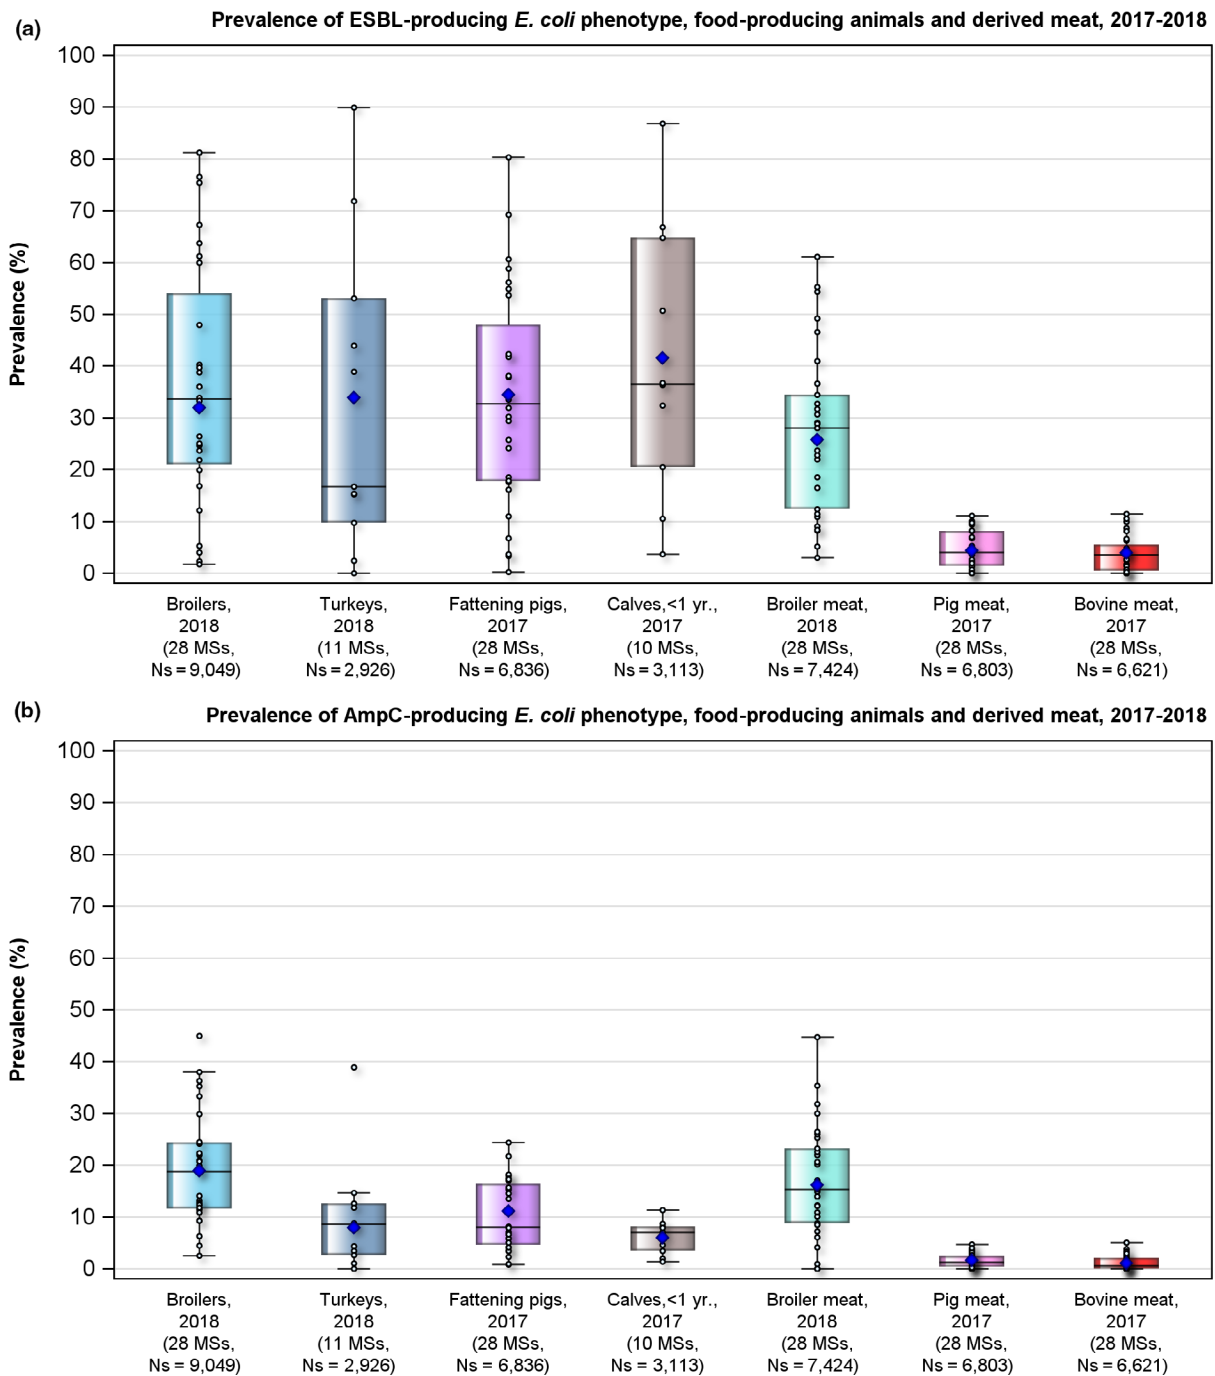 (a)
Prevalence of ESBL-producing E. coli phenotype, food-producing animals and derived meat, 2017-2018
Prevalence (%)
100
90
80
70
60
50
40
30
20
10
0
Broilers, Turkeys, Fattening pigs, Calves,<1 yr., Broiler meat, Pig meat, Bovine meat,
2018 2018 2017 2017 2018 2017 2017
(28 MSs, (11 MSs, (28 MSs, (10 MSs, (28 MSs, (28 MSs, (28 MSs,
Ns = 9,049) Ns = 2,926) Ns = 6,836) Ns = 3,113) Ns = 7,424) Ns = 6,803) Ns = 6,621)
(b)
Prevalence of AmpC-producing E. coli phenotype, food-producing animals and derived meat, 2017-2018
Prevalence (%)
100
90
80
70
60
50
40
30
20
10
0
Broilers, Turkeys, Fattening pigs, Calves,<1 yr., Broiler meat, Pig meat, Bovine meat,
2018 2018 2017 2017 2018 2017 2017
(28 MSs, (11 MSs, (28 MSs, (10 MSs, (28 MSs, (28 MSs, (28 MSs,
Ns = 9,049) Ns = 2,926) Ns = 6,836) Ns = 3,113) Ns = 7,424) Ns = 6,803) Ns = 6,621)